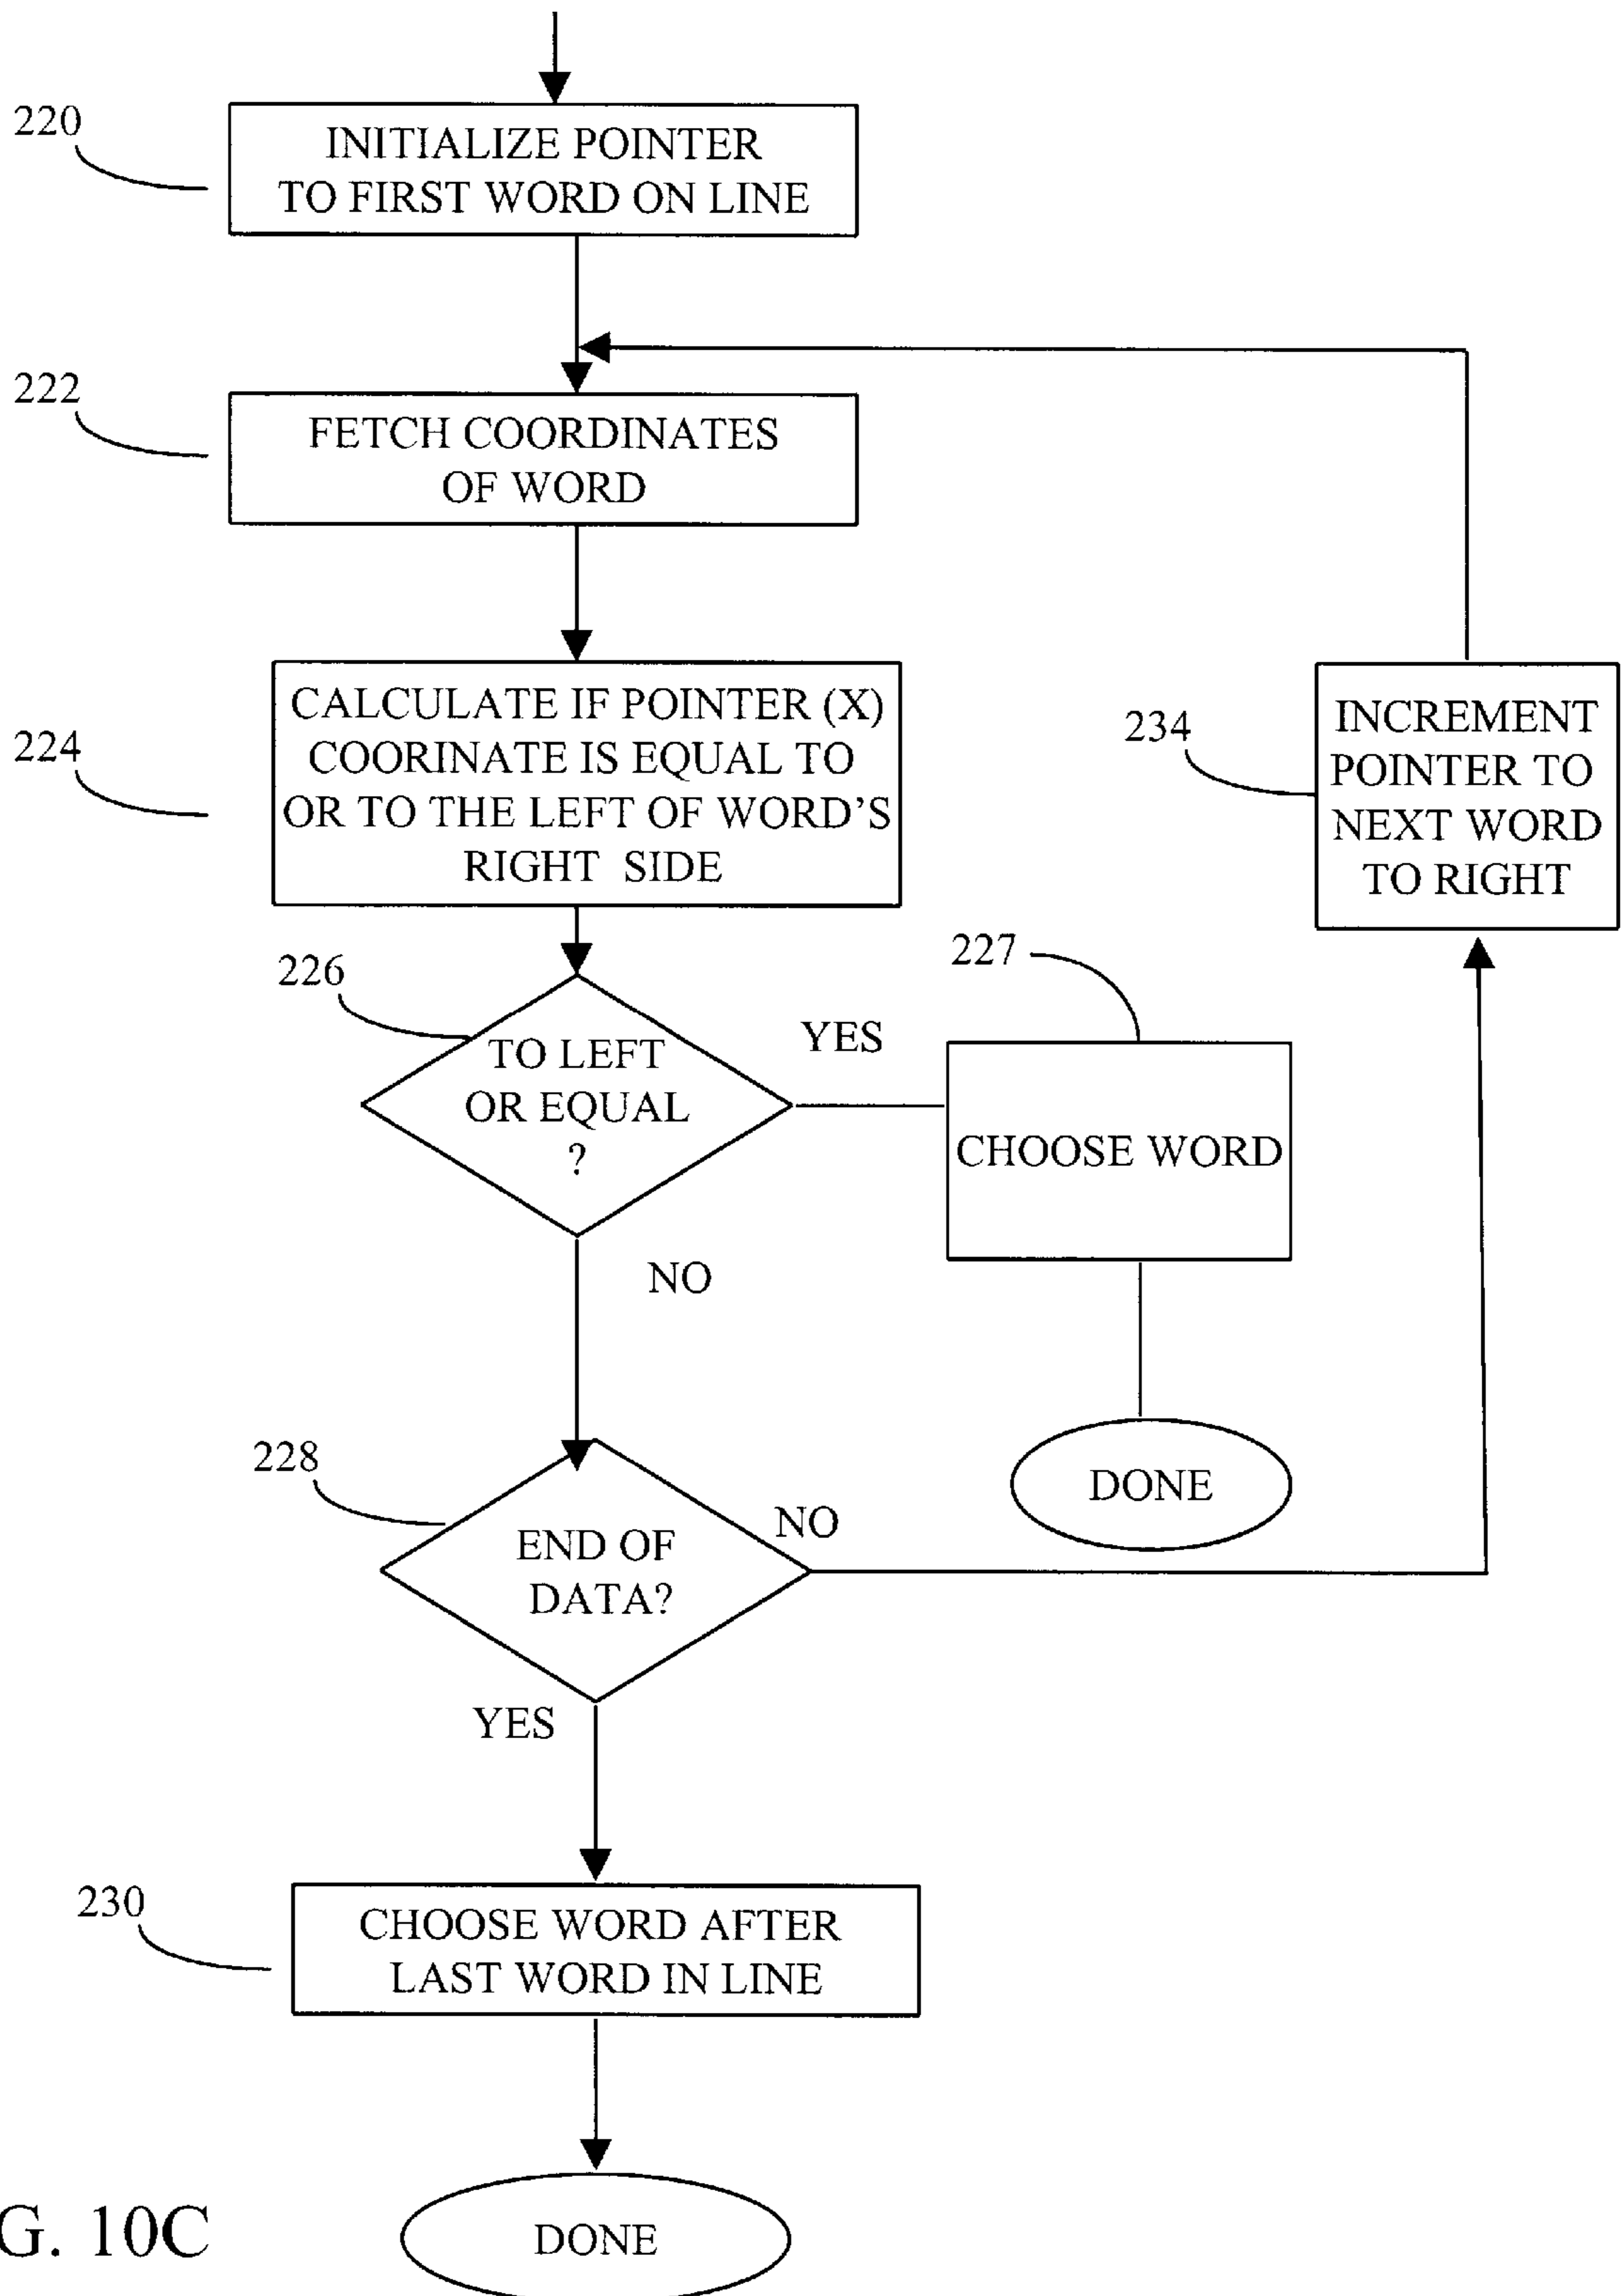 220
INITIALIZE POINTER
TO FIRST WORD ON LINE
222
FETCH COORDINATES
OF WORD
224
CALCULATE IF POINTER (X)
COORINATE IS EQUAL TO
OR TO THE LEFT OF WORD'S
RIGHT SIDE
234
INCREMENT
POINTER TO
NEXT WORD
TO RIGHT
226
TO LEFT
OR EQUAL
?
YES
227
CHOOSE WORD
NO
DONE
228
END OF
DATA?
NO
YES
230
CHOOSE WORD AFTER
LAST WORD IN LINE
DONE
G. 10C